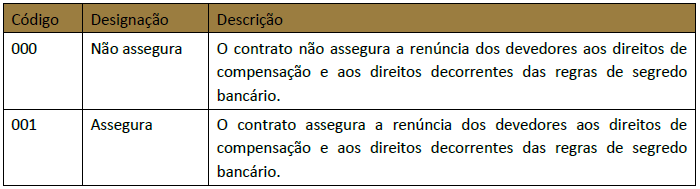 Código Designação Descrição
000 Não assegura O contrato não assegura a renúncia dos devedores aos direitos de
compensação e aos direitos decorrentes das regras de segredo
bancário.
001 Assegura O contrato assegura a renúncia dos devedores aos direitos de
compensação e aos direitos decorrentes das regras de segredo
bancário.